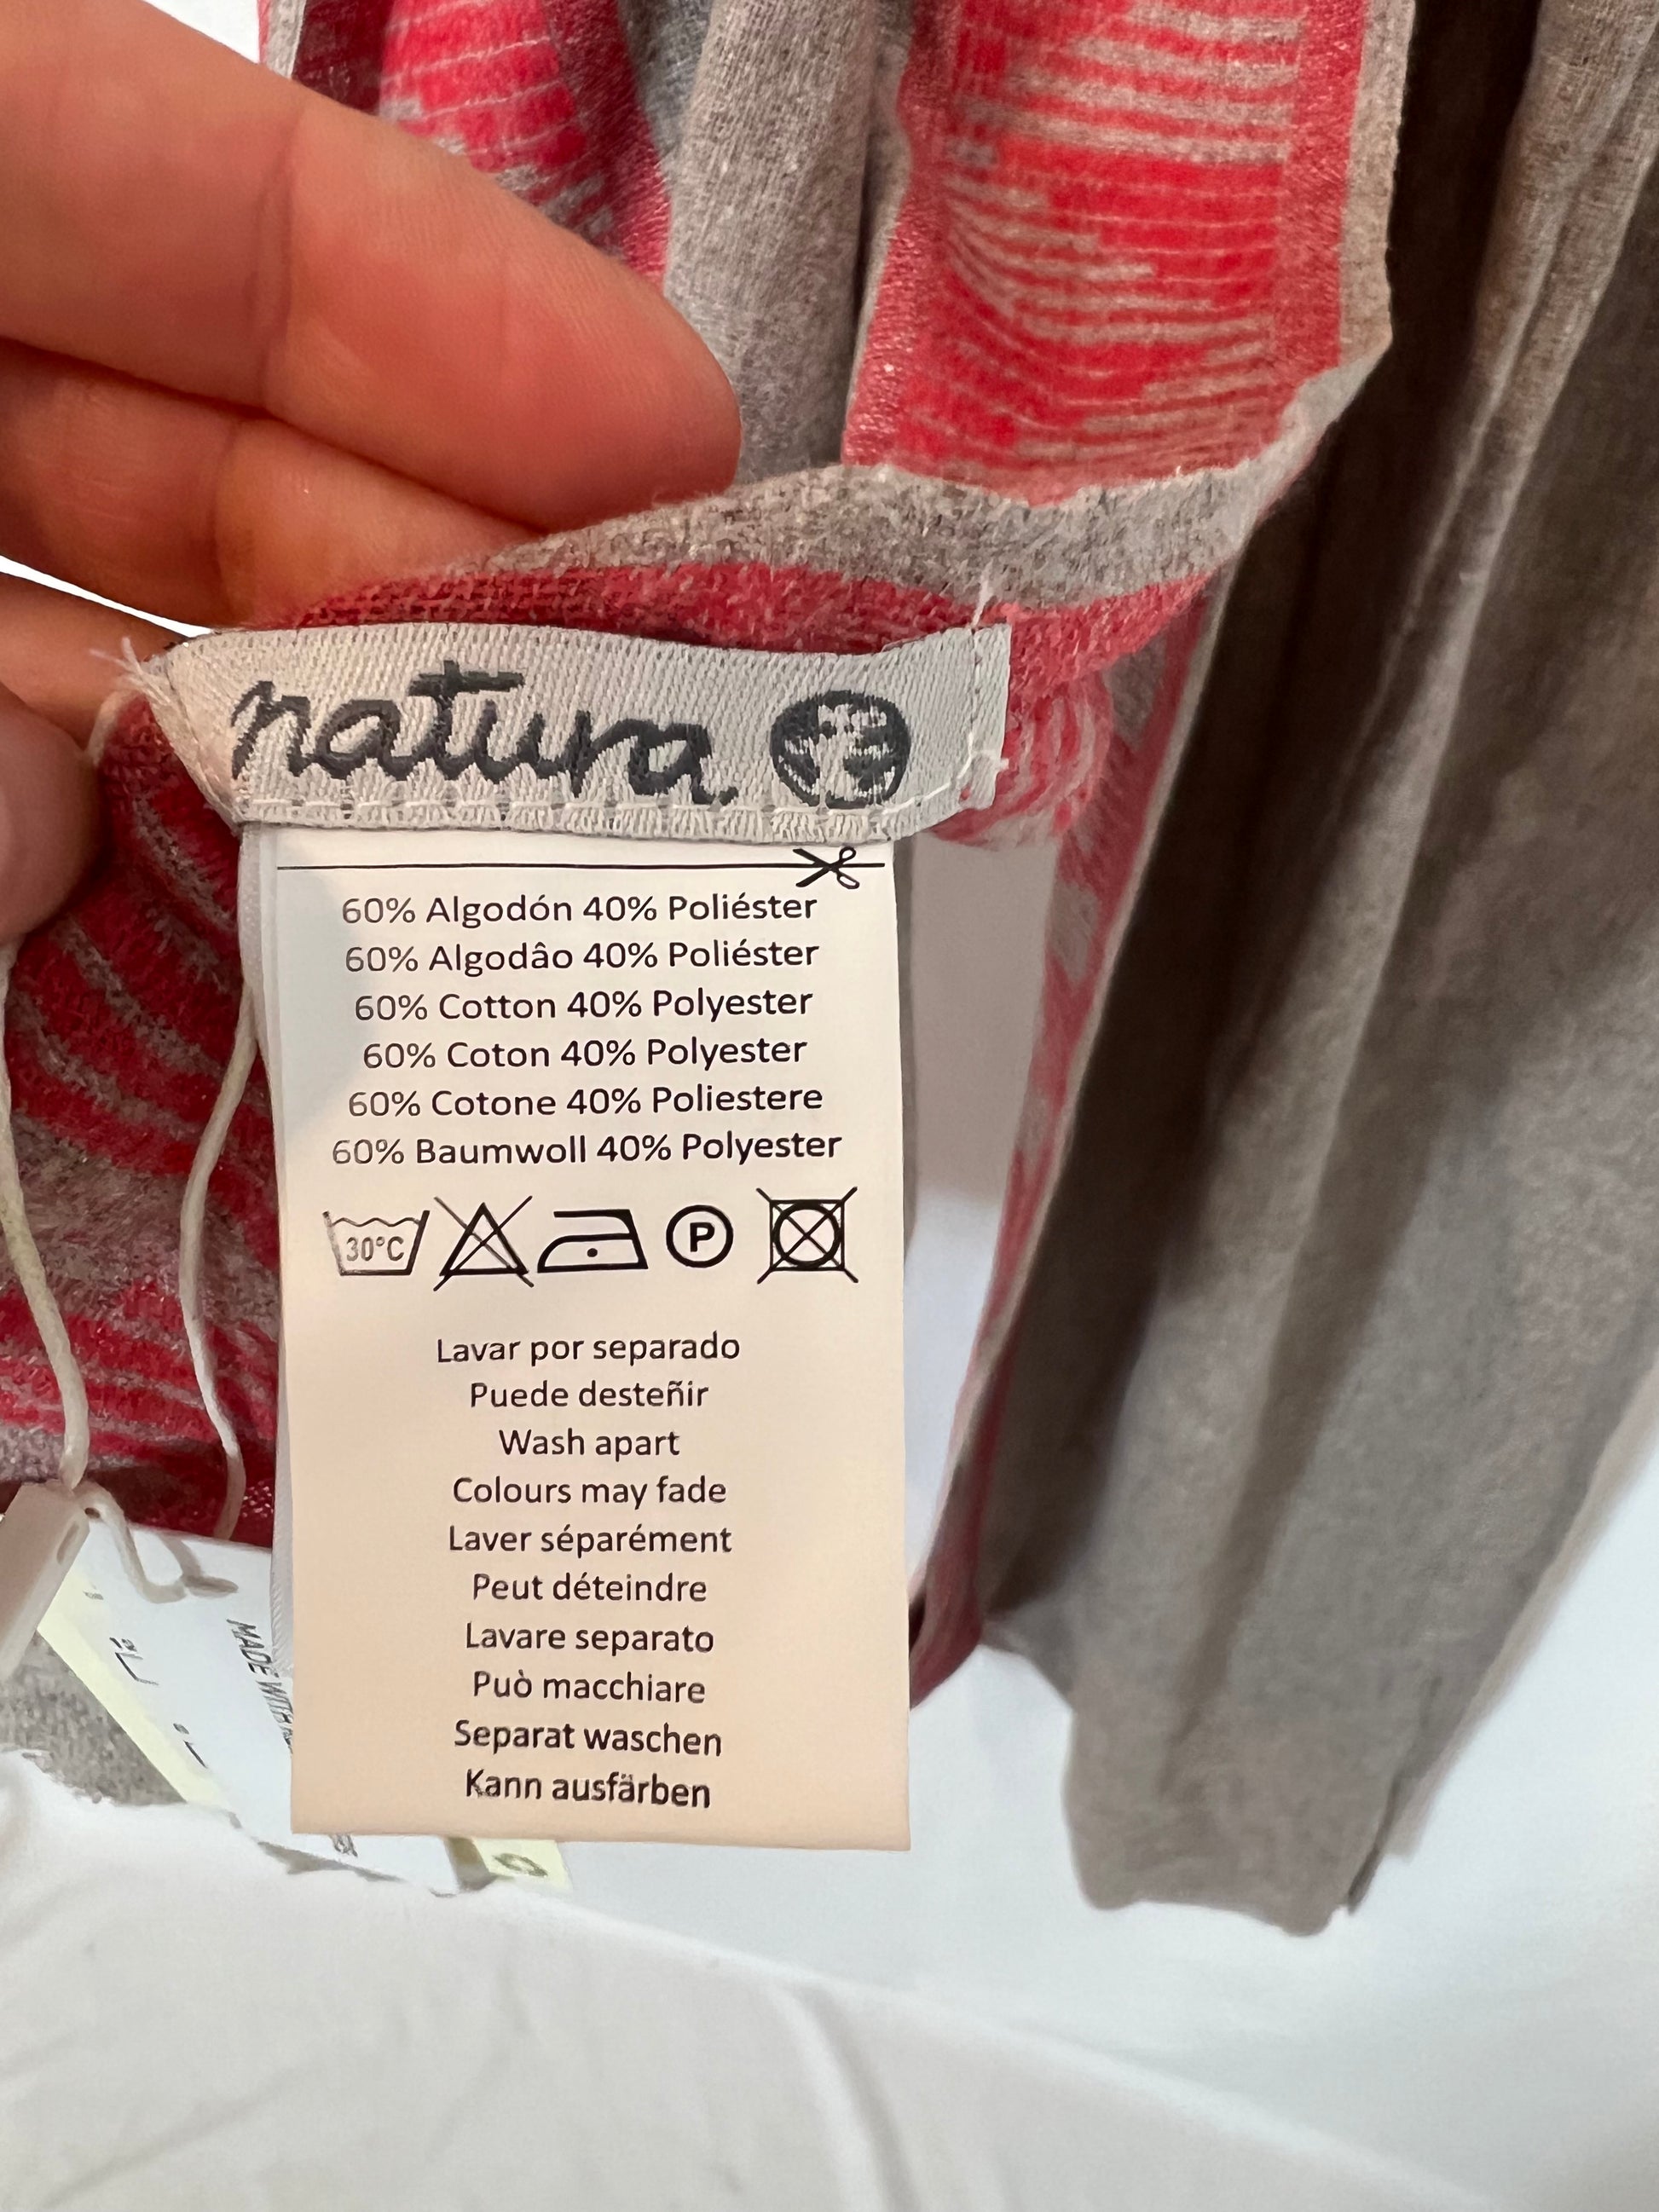 natura
60% Algodón 40% Poliéster
60% Algodâo 40% Poliéster
60% Cotton 40% Polyester
60% Coton 40% Polyester
60% Cotone 40% Poliestere
60% Baumwoll 40% Polyester
30°C P
Lavar por separado
Puede desteñir
Wash apart
Colours may fade
Laver séparément
Peut déteindre
Lavare separato
Può macchiare
Separat waschen
Kann ausfärben
MADE WITH